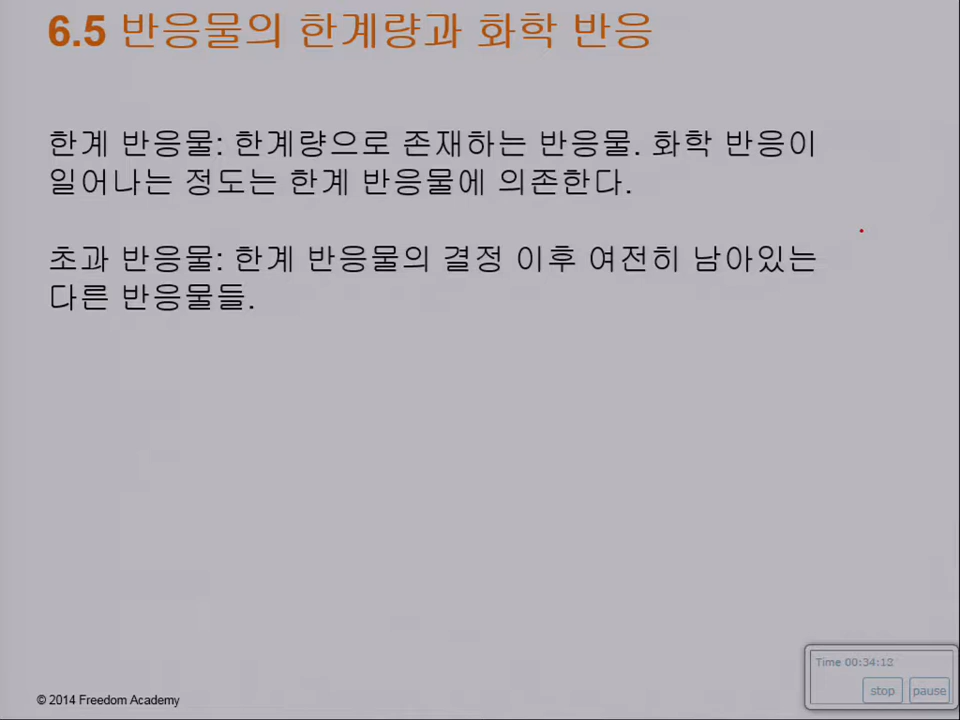 6.5 반응물의 한계량과 화학 반응
한계 반응물: 한계량으로 존재하는 반응물. 화학 반응이
일어나는 정도는 한계 반응물에 의존한다.
초과 반응물: 한계 반응물의 결정 이후 여전히 남아있는
다른 반응물들.
Time 00:34:12
stop pause
© 2014 Freedom Academy